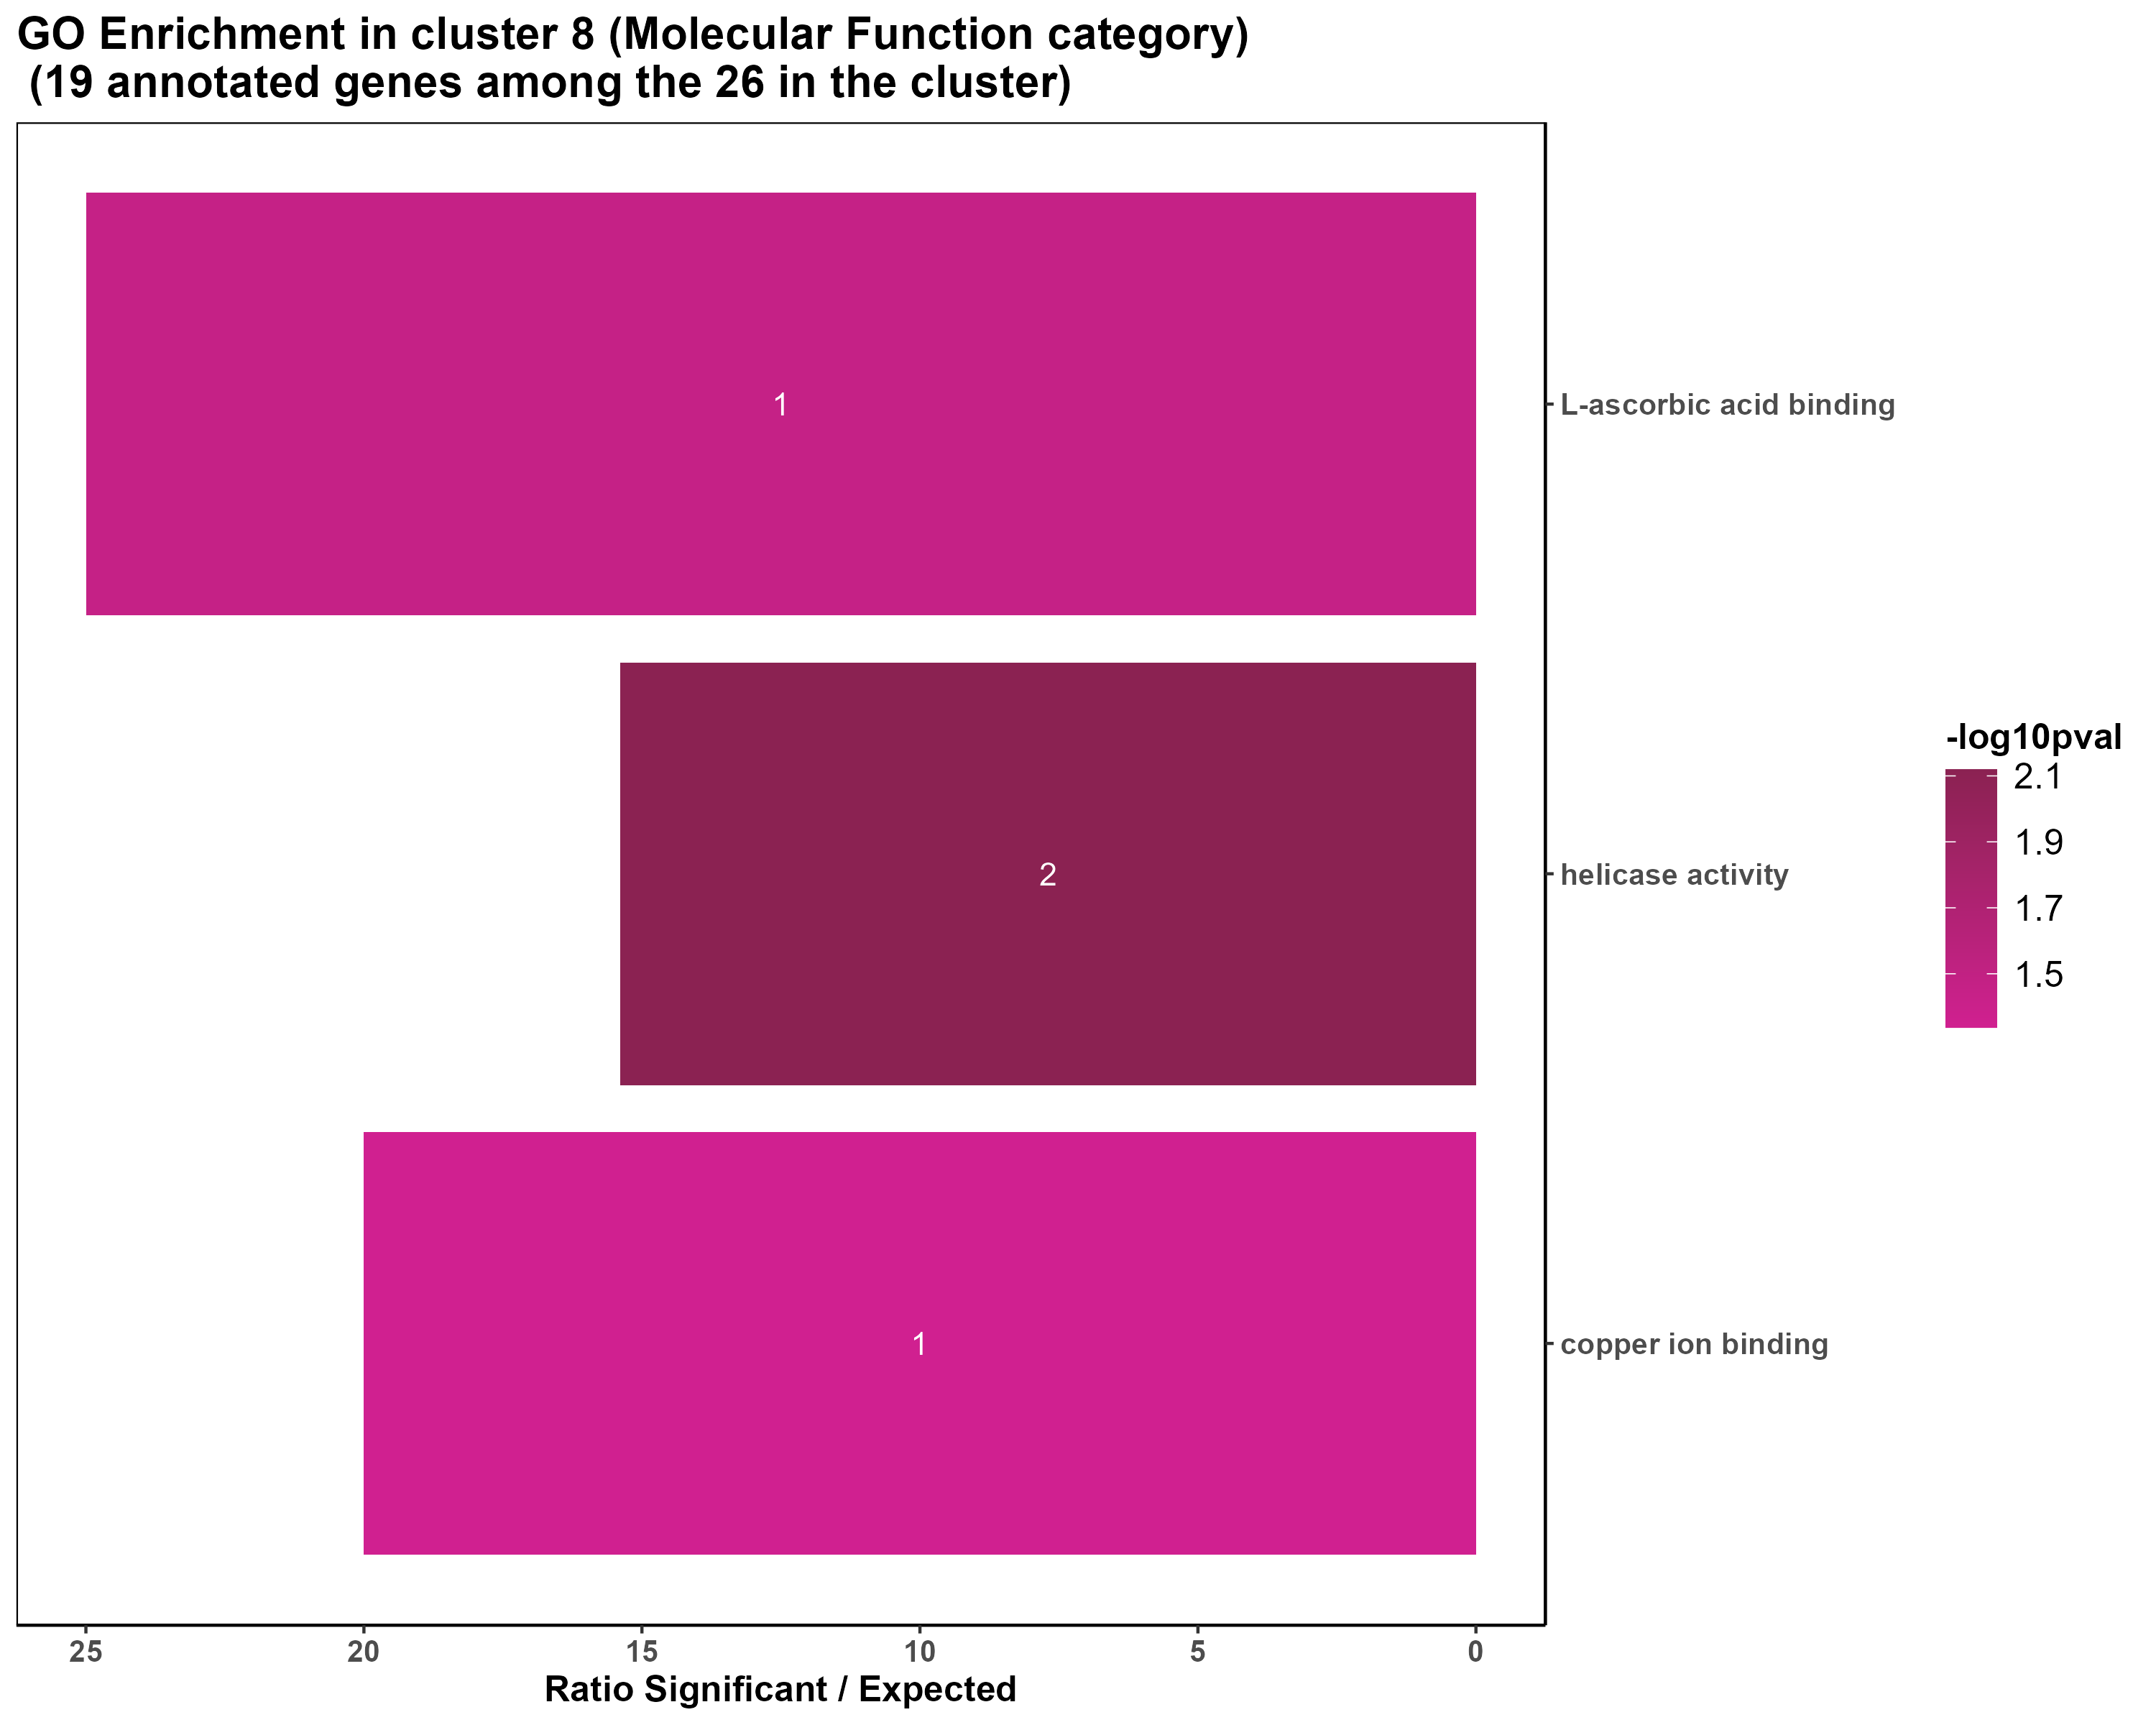 GO Enrichment in cluster 8 (Molecular Function category)
(19 annotated genes among the 26 in the cluster)
1
L-ascorbic acid binding
2
helicase activity
1
copper ion binding
-log10pval
2.1
1.9
1.7
1.5
25 20 15 10 5 0
Ratio Significant / Expected